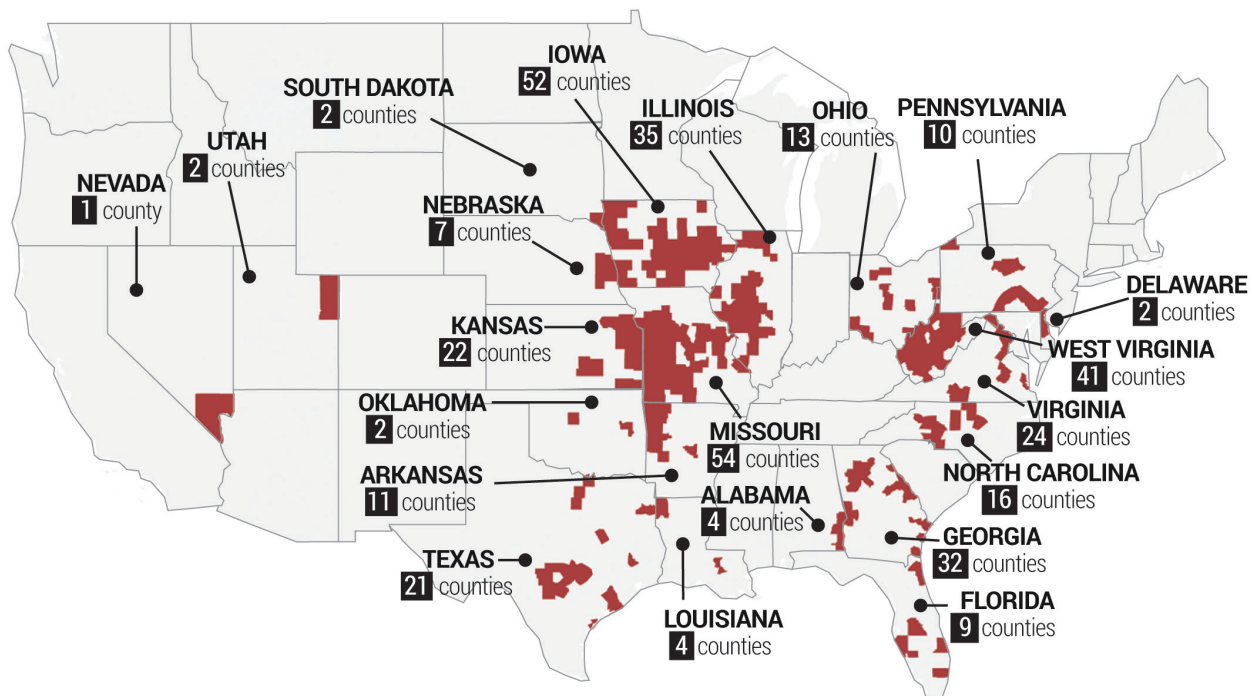 IOWA
52 counties
SOUTH DAKOTA
2 counties
ILLINOIS
35 counties
OHIO
13 counties
PENNSYLVANIA
10 counties
UTAH
2 counties
NEVADA
1 county
NEBRASKA
7 counties
DELAWARE
2 counties
KANSAS
22 counties
WEST VIRGINIA
41 counties
OKLAHOMA
2 counties
VIRGINIA
24 counties
MISSOURI
54 counties
NORTH CAROLINA
16 counties
ARKANSAS
11 counties
ALABAMA
4 counties
GEORGIA
32 counties
TEXAS
21 counties
FLORIDA
9 counties
LOUISIANA
4 counties